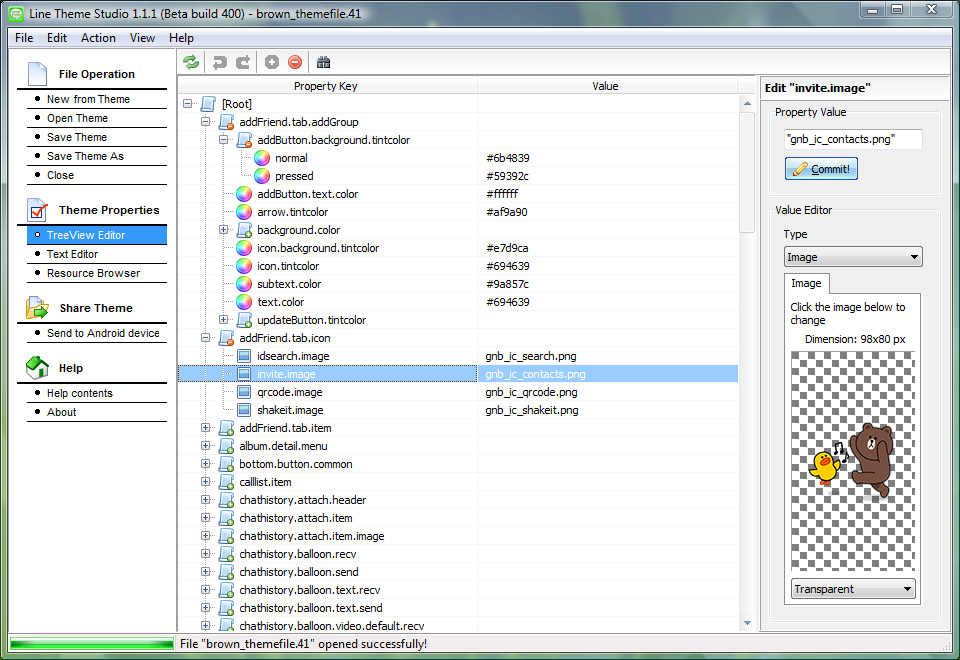 Line Theme Studio 1.1.1 (Beta build 400) - brown_themefile.41
File Edit Action View Help
File Operation
New from Theme
Open Theme
Save Theme
Save Theme As
Close
Theme Properties
TreeView Editor
Text Editor
Resource Browser
Share Theme
Send to Android device
Help
Help contents
About
Property Key Value
[Root]
addFriend.tab.addGroup
addButton.background.tintcolor
normal #6b4839
pressed #59392c
addButton.text.color #ffffff
arrow.tintcolor #af9a90
background.color
icon.background.tintcolor #e7d9ca
icon.tintcolor #694639
subtext.color #9a857c
text.color #694639
updateButton.tintcolor
addFriend.tab.icon
idsearch.image gnb_ic_search.png
invite.image gnb_ic_contacts.png
qrcode.image gnb_ic_qrcode.png
shakeit.image gnb_ic_shakeit.png
addFriend.tab.item
album.detail.menu
bottom.button.common
calllist.item
chathistory.attach.header
chathistory.attach.item
chathistory.attach.item.image
chathistory.balloon.recv
chathistory.balloon.send
chathistory.balloon.text.recv
chathistory.balloon.text.send
chathistory.balloon.video.default.recv
Edit "invite.image"
Property Value
"gnb_ic_contacts.png"
Commit!
Value Editor
Type
Image
Image
Click the image below to
change
Dimension: 98x80 px
Transparent
File "brown_themefile.41" opened successfully!